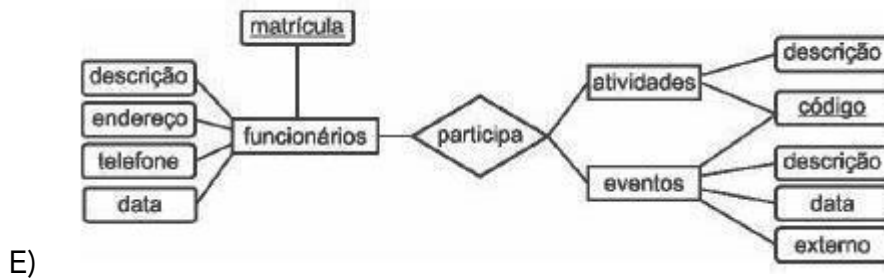 matrícula
descrição
endereço
telefone
data
funcionários
participa
atividades
eventos
descrição
código
descrição
data
externo
E)